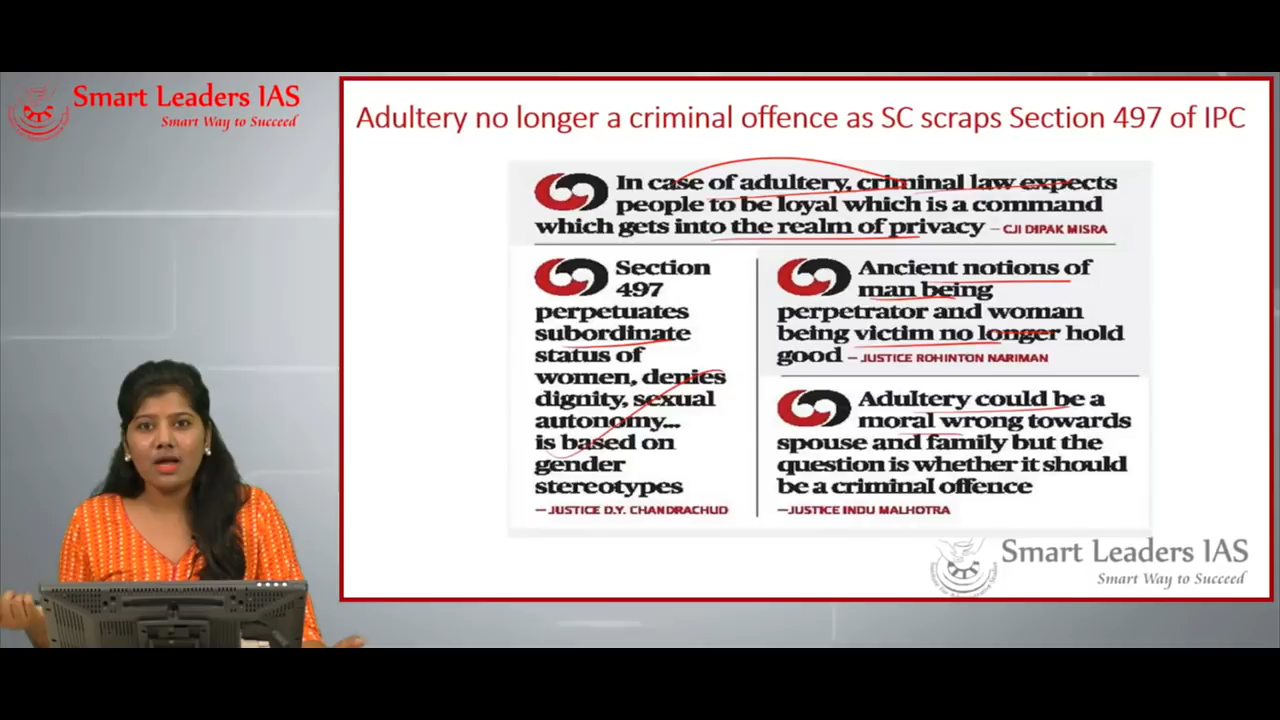 Smart Leaders IAS
Smart Way to Succeed
Adultery no longer a criminal offence as SC scraps Section 497 of IPC
In case of adultery, criminal law expects
people to be loyal which is a command
which gets into the realm of privacy – CJI DIPAK MISRA
Section
497
perpetuates
subordinate
status of
women, denies
dignity, sexual
autonomy...
is based on
gender
stereotypes
– JUSTICE D.Y. CHANDRACHUD
Ancient notions of
man being
perpetrator and woman
being victim no longer hold
good – JUSTICE ROHINTON NARIMAN
Adultery could be a
moral wrong towards
spouse and family but the
question is whether it should
be a criminal offence
–JUSTICE INDU MALHOTRA
Smart Leaders IAS
Smart Way to Succeed